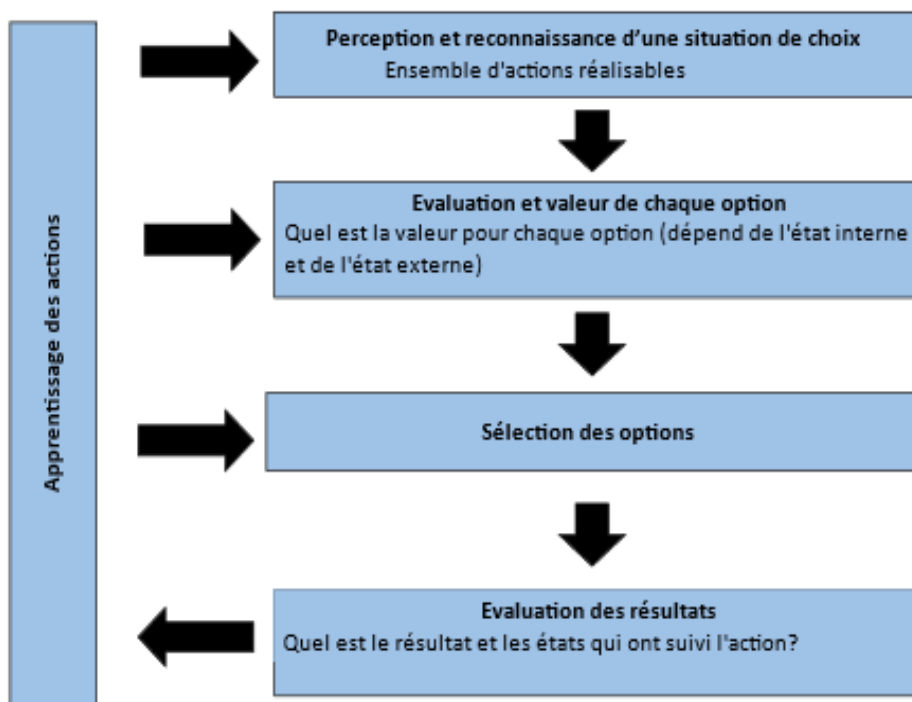 Perception et reconnaissance d’une situation de choix
Ensemble d'actions réalisables
Evaluation et valeur de chaque option
Quel est la valeur pour chaque option (dépend de l'état interne
et de l'état externe)
Sélection des options
Evaluation des résultats
Quel est le résultat et les états qui ont suivi l'action?
Apprentissage des actions